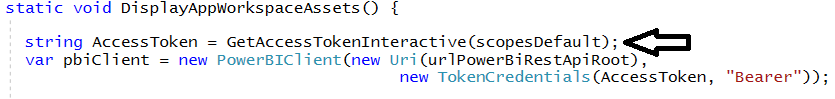 static void DisplayAppWorkspaceAssets() {
string AccessToken = GetAccessTokenInteractive(scopesDefault);
var pbiClient = new PowerBIClient(new Uri(urlPowerBiRestApiRoot),
new TokenCredentials(AccessToken, "Bearer"));